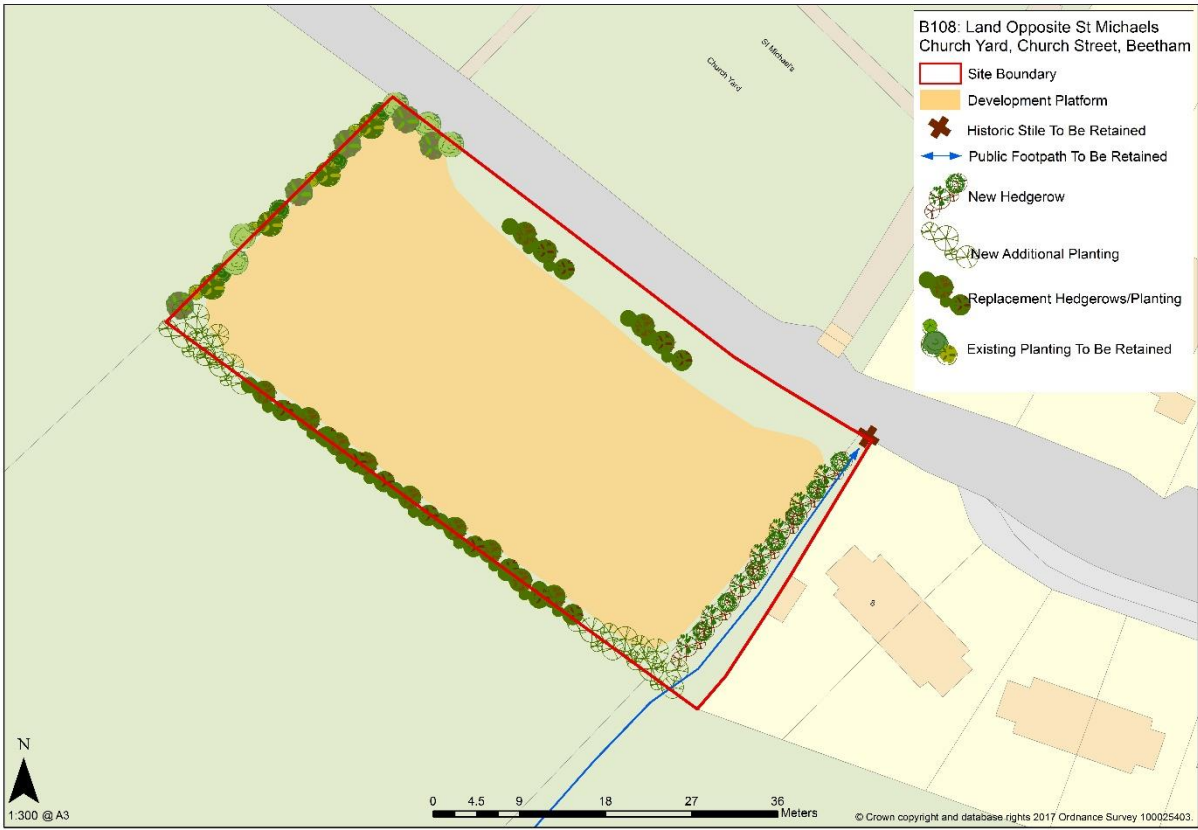 B108: Land Opposite St Michaels
Church Yard, Church Street, Beetham
Site Boundary
Development Platform
Historic Stile To Be Retained
Public Footpath To Be Retained
New Hedgerow
New Additional Planting
Replacement Hedgerows/Planting
Existing Planting To Be Retained
St Michael's
Church Yard
N
1:300 @ A3
0 4.5 9 18 27 36
Meters
© Crown copyright and database rights 2017 Ordnance Survey 100025403.